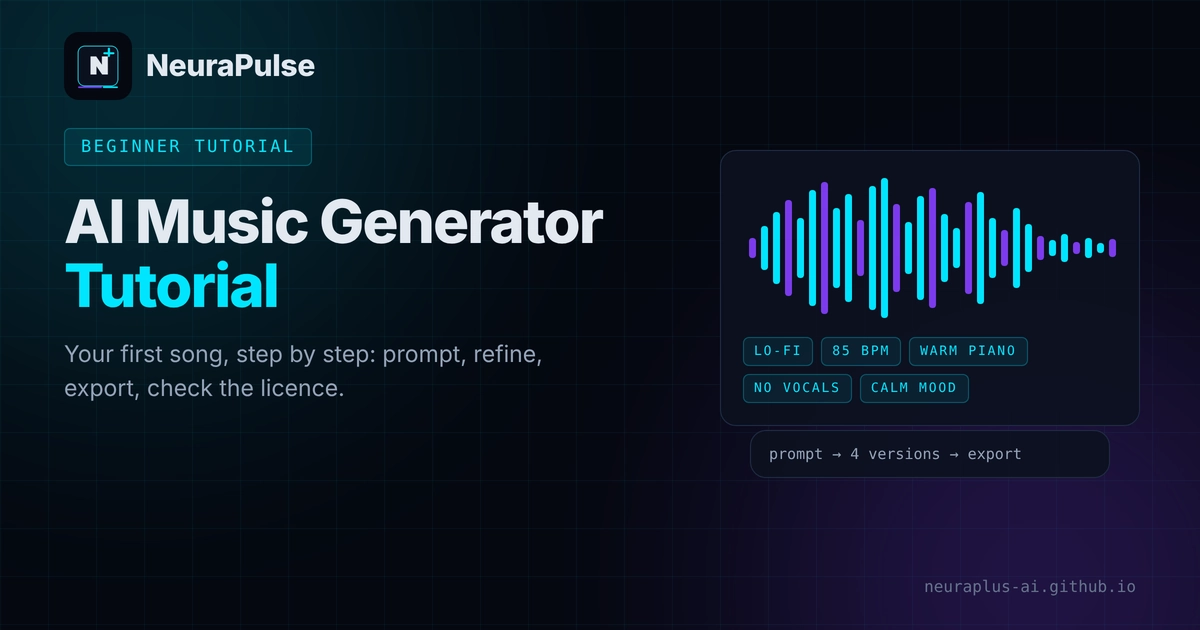 N+
NeuraPulse
BEGINNER TUTORIAL
AI Music Generator
Tutorial
Your first song, step by step: prompt, refine,
export, check the licence.
LO-FI 85 BPM WARM PIANO
NO VOCALS CALM MOOD
prompt → 4 versions → export
neuraplus-ai.github.io